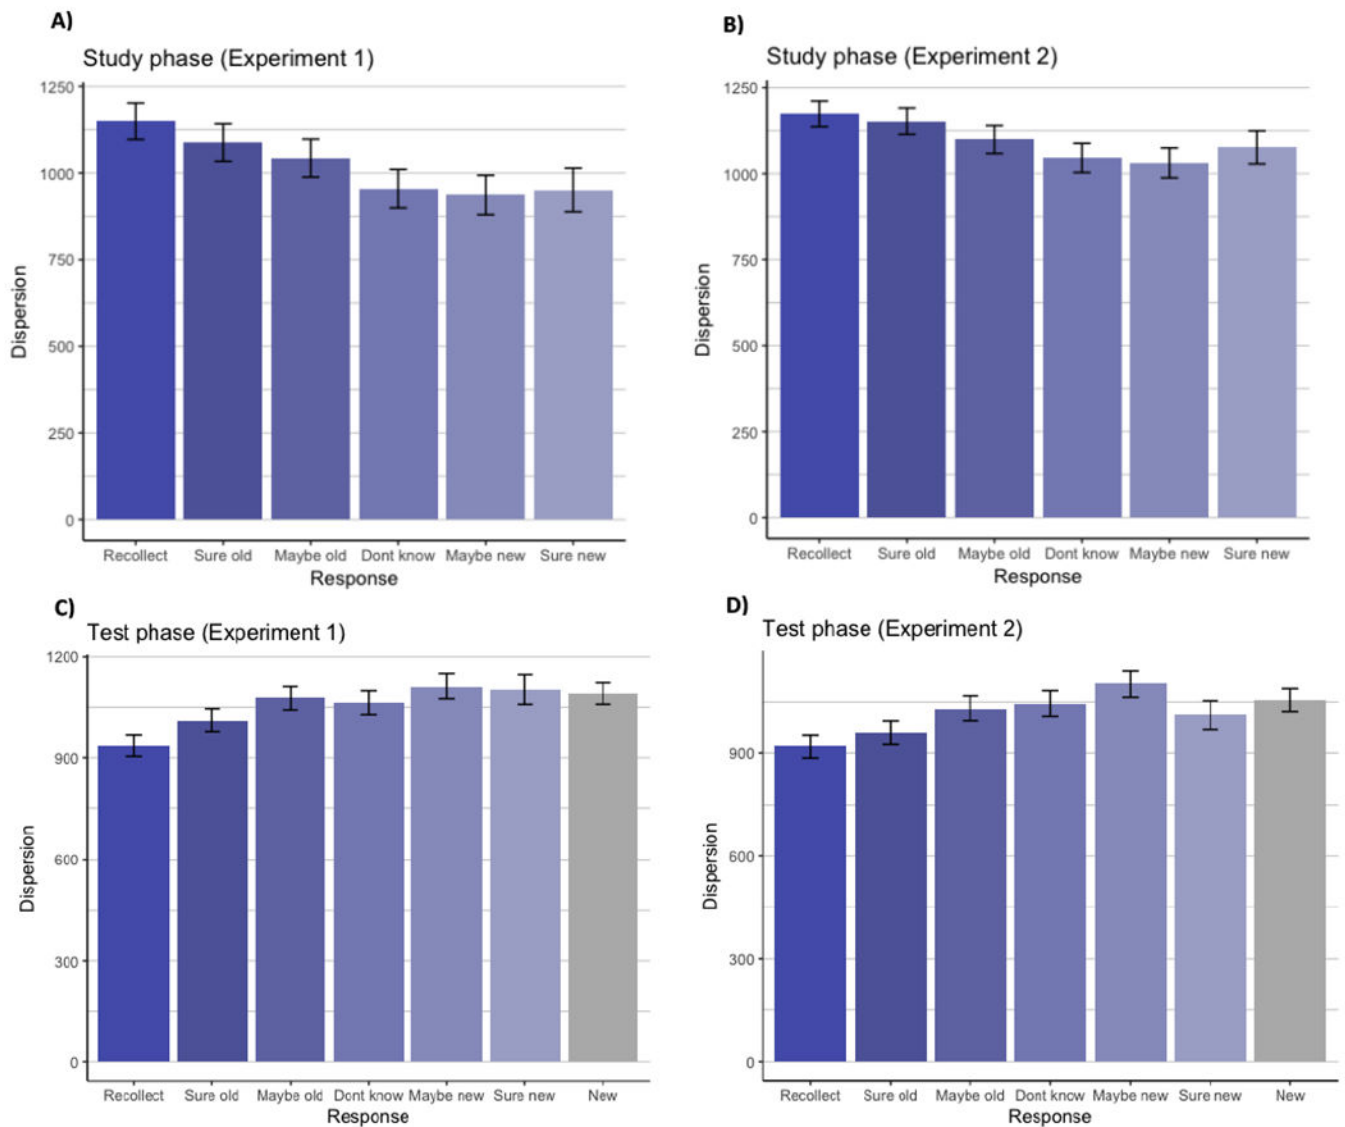 A)
Study phase (Experiment 1)
1250
1000
750
500
250
0
Dispersion
Recollect Sure old Maybe old Dont know Maybe new Sure new
Response
B)
Study phase (Experiment 2)
1250
1000
750
500
250
0
Dispersion
Recollect Sure old Maybe old Dont know Maybe new Sure new
Response
C)
Test phase (Experiment 1)
1200
900
600
300
0
Dispersion
Recollect Sure old Maybe old Dont know Maybe new Sure new New
Response
D)
Test phase (Experiment 2)
900
600
300
0
Dispersion
Recollect Sure old Maybe old Dont know Maybe new Sure new New
Response